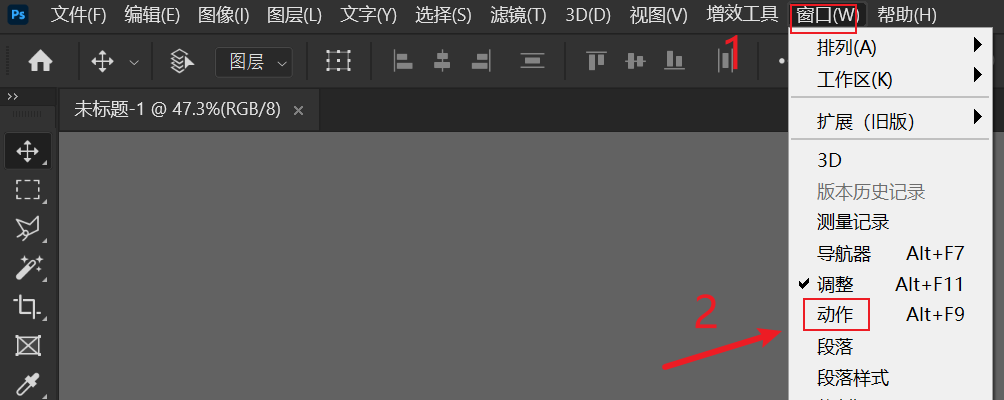 Ps 文件(F) 编辑(E) 图像(I) 图层(L) 文字(Y) 选择(S) 滤镜(T) 3D(D) 视图(V) 增效工具 窗口(W) 帮助(H)
1
图层
排列(A)
工作区(K)
未标题-1 @ 47.3%(RGB/8) ×
扩展（旧版）
3D
版本历史记录
测量记录
导航器 Alt+F7
调整 Alt+F11
2
动作 Alt+F9
段落
段落样式